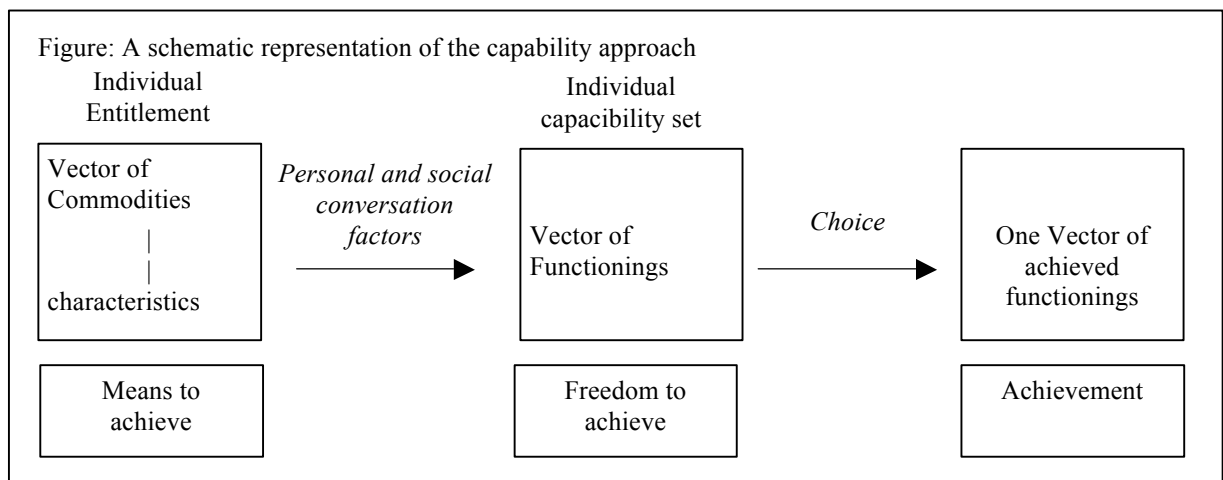 Figure: A schematic representation of the capability approach
Individual
Entitlement
Vector of
Commodities
|
|
characteristics
Personal and social
conversation
factors
Individual
capacibility set
Vector of
Functionings
Choice
One Vector of
achieved
functionings
Means to
achieve
Freedom to
achieve
Achievement